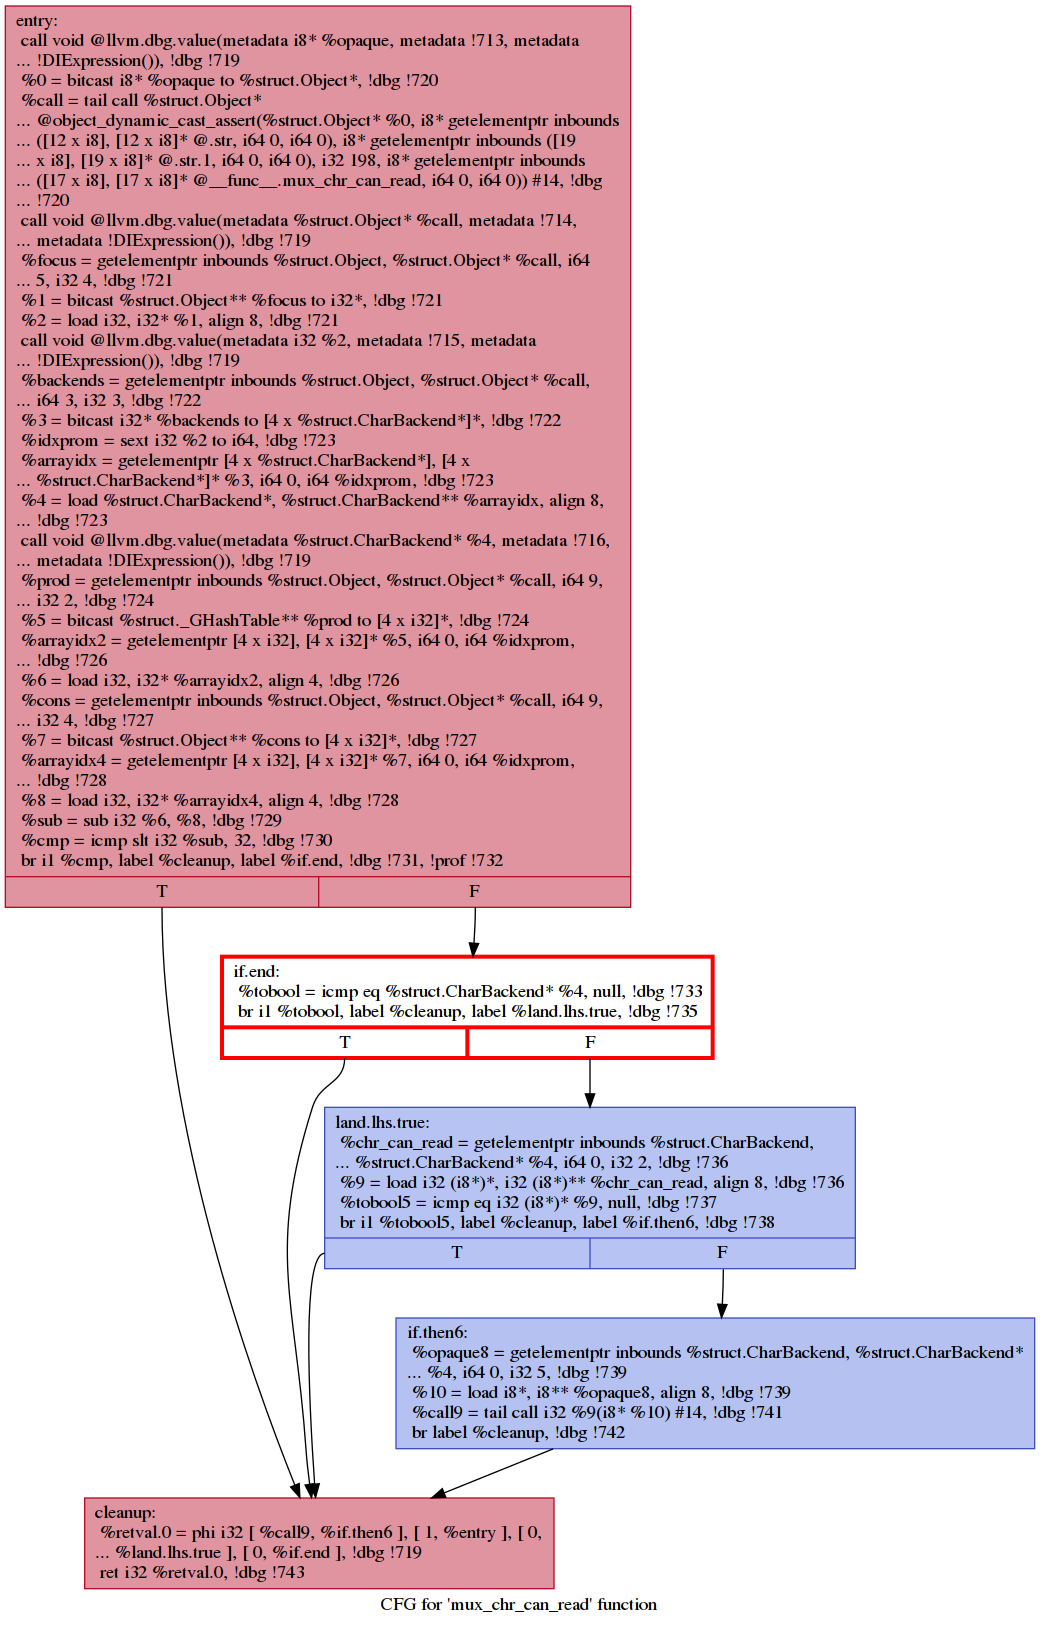 entry:
call void @llvm.dbg.value(metadata i8* %opaque, metadata !713, metadata
... !DIExpression()), !dbg !719
%0 = bitcast i8* %opaque to %struct.Object*, !dbg !720
%call = tail call %struct.Object*
... @object_dynamic_cast_assert(%struct.Object* %0, i8* getelementptr inbounds
... ([12 x i8], [12 x i8]* @.str, i64 0, i64 0), i8* getelementptr inbounds ([19
... x i8], [19 x i8]* @.str.1, i64 0, i64 0), i32 198, i8* getelementptr inbounds
... ([17 x i8], [17 x i8]* @__func__.mux_chr_can_read, i64 0, i64 0)) #14, !dbg
... !720
call void @llvm.dbg.value(metadata %struct.Object* %call, metadata !714,
... metadata !DIExpression()), !dbg !719
%focus = getelementptr inbounds %struct.Object, %struct.Object* %call, i64
... 5, i32 4, !dbg !721
%1 = bitcast %struct.Object** %focus to i32*, !dbg !721
%2 = load i32, i32* %1, align 8, !dbg !721
call void @llvm.dbg.value(metadata i32 %2, metadata !715, metadata
... !DIExpression()), !dbg !719
%backends = getelementptr inbounds %struct.Object, %struct.Object* %call,
... i64 3, i32 3, !dbg !722
%3 = bitcast i32* %backends to [4 x %struct.CharBackend*]*, !dbg !722
%idxprom = sext i32 %2 to i64, !dbg !723
%arrayidx = getelementptr [4 x %struct.CharBackend*], [4 x
... %struct.CharBackend*]* %3, i64 0, i64 %idxprom, !dbg !723
%4 = load %struct.CharBackend*, %struct.CharBackend** %arrayidx, align 8,
... !dbg !723
call void @llvm.dbg.value(metadata %struct.CharBackend* %4, metadata !716,
... metadata !DIExpression()), !dbg !719
%prod = getelementptr inbounds %struct.Object, %struct.Object* %call, i64 9,
... i32 2, !dbg !724
%5 = bitcast %struct._GHashTable** %prod to [4 x i32]*, !dbg !724
%arrayidx2 = getelementptr [4 x i32], [4 x i32]* %5, i64 0, i64 %idxprom,
... !dbg !726
%6 = load i32, i32* %arrayidx2, align 4, !dbg !726
%cons = getelementptr inbounds %struct.Object, %struct.Object* %call, i64 9,
... i32 4, !dbg !727
%7 = bitcast %struct.Object** %cons to [4 x i32]*, !dbg !727
%arrayidx4 = getelementptr [4 x i32], [4 x i32]* %7, i64 0, i64 %idxprom,
... !dbg !728
%8 = load i32, i32* %arrayidx4, align 4, !dbg !728
%sub = sub i32 %6, %8, !dbg !729
%cmp = icmp slt i32 %sub, 32, !dbg !730
br i1 %cmp, label %cleanup, label %if.end, !dbg !731, !prof !732
T F
if.end:
%tobool = icmp eq %struct.CharBackend* %4, null, !dbg !733
br i1 %tobool, label %cleanup, label %land.lhs.true, !dbg !735
T F
land.lhs.true:
%chr_can_read = getelementptr inbounds %struct.CharBackend,
... %struct.CharBackend* %4, i64 0, i32 2, !dbg !736
%9 = load i32 (i8*)*, i32 (i8*)** %chr_can_read, align 8, !dbg !736
%tobool5 = icmp eq i32 (i8*)* %9, null, !dbg !737
br i1 %tobool5, label %cleanup, label %if.then6, !dbg !738
T F
if.then6:
%opaque8 = getelementptr inbounds %struct.CharBackend, %struct.CharBackend*
... %4, i64 0, i32 5, !dbg !739
%10 = load i8*, i8** %opaque8, align 8, !dbg !739
%call9 = tail call i32 %9(i8* %10) #14, !dbg !741
br label %cleanup, !dbg !742
cleanup:
%retval.0 = phi i32 [ %call9, %if.then6 ], [ 1, %entry ], [ 0,
... %land.lhs.true ], [ 0, %if.end ], !dbg !719
ret i32 %retval.0, !dbg !743
CFG for 'mux_chr_can_read' function